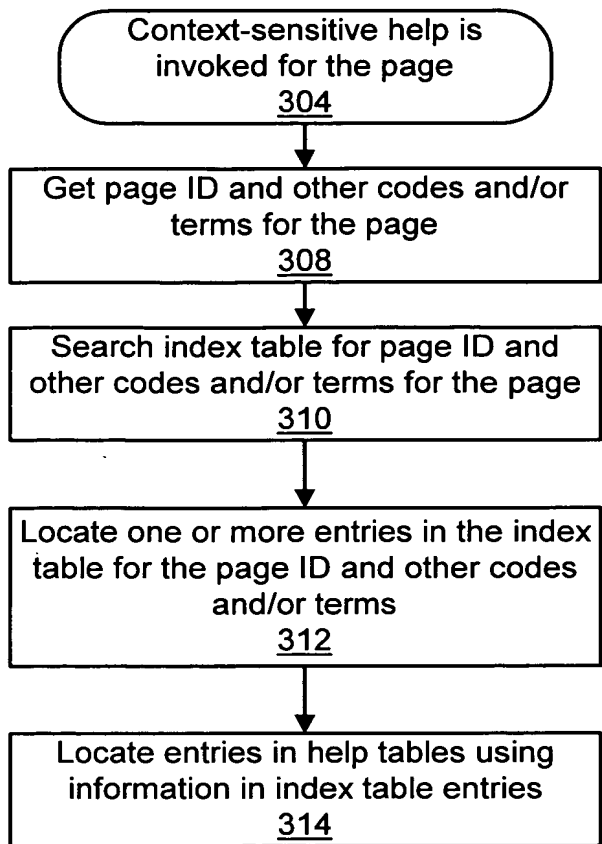 Context-sensitive help is
invoked for the page
304
Get page ID and other codes and/or
terms for the page
308
Search index table for page ID and
other codes and/or terms for the page
310
Locate one or more entries in the index
table for the page ID and other codes
and/or terms
312
Locate entries in help tables using
information in index table entries
314